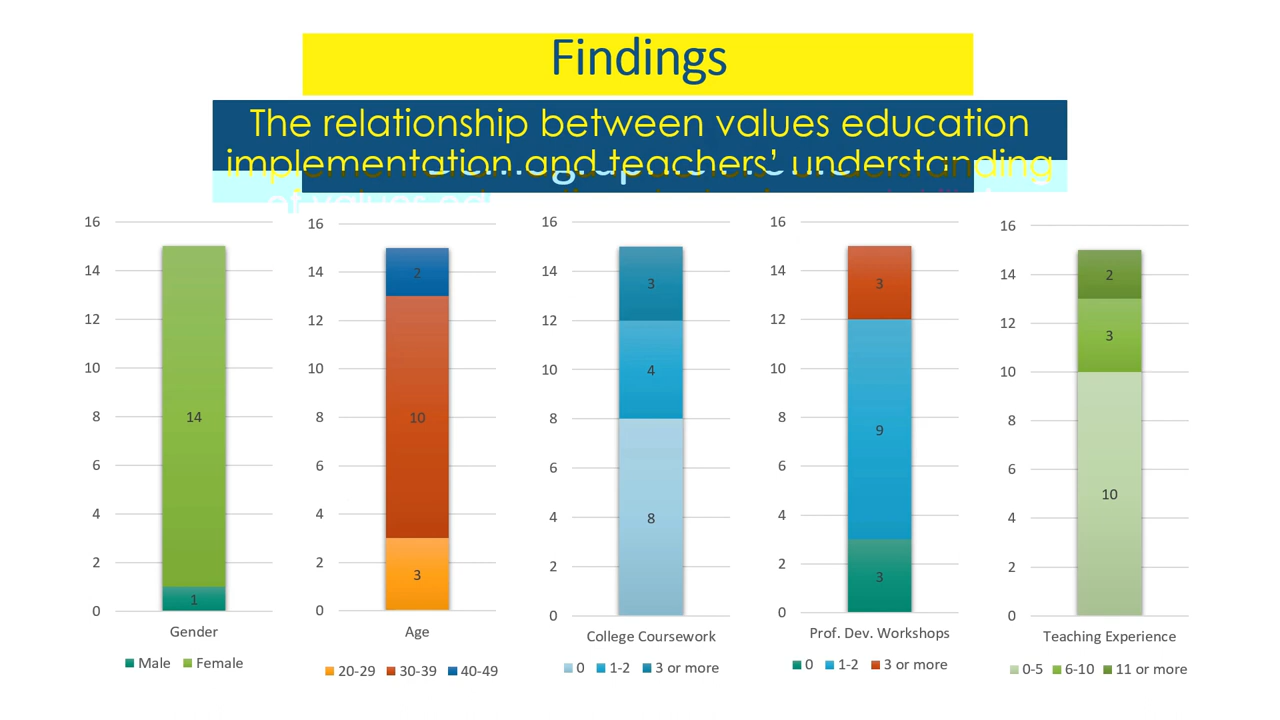 Findings
The relationship between values education
implementation and teachers’ understanding
of values ed
16 14 12 10 8 6 4 2 0
14
1
Gender
Male Female
16 14 12 10 8 6 4 2 0
2
10
3
Age
20-29 30-39 40-49
16 14 12 10 8 6 4 2 0
3
4
8
College Coursework
0 1-2 3 or more
16 14 12 10 8 6 4 2 0
3
9
3
Prof. Dev. Workshops
0 1-2 3 or more
16 14 12 10 8 6 4 2 0
2
3
10
Teaching Experience
0-5 6-10 11 or more